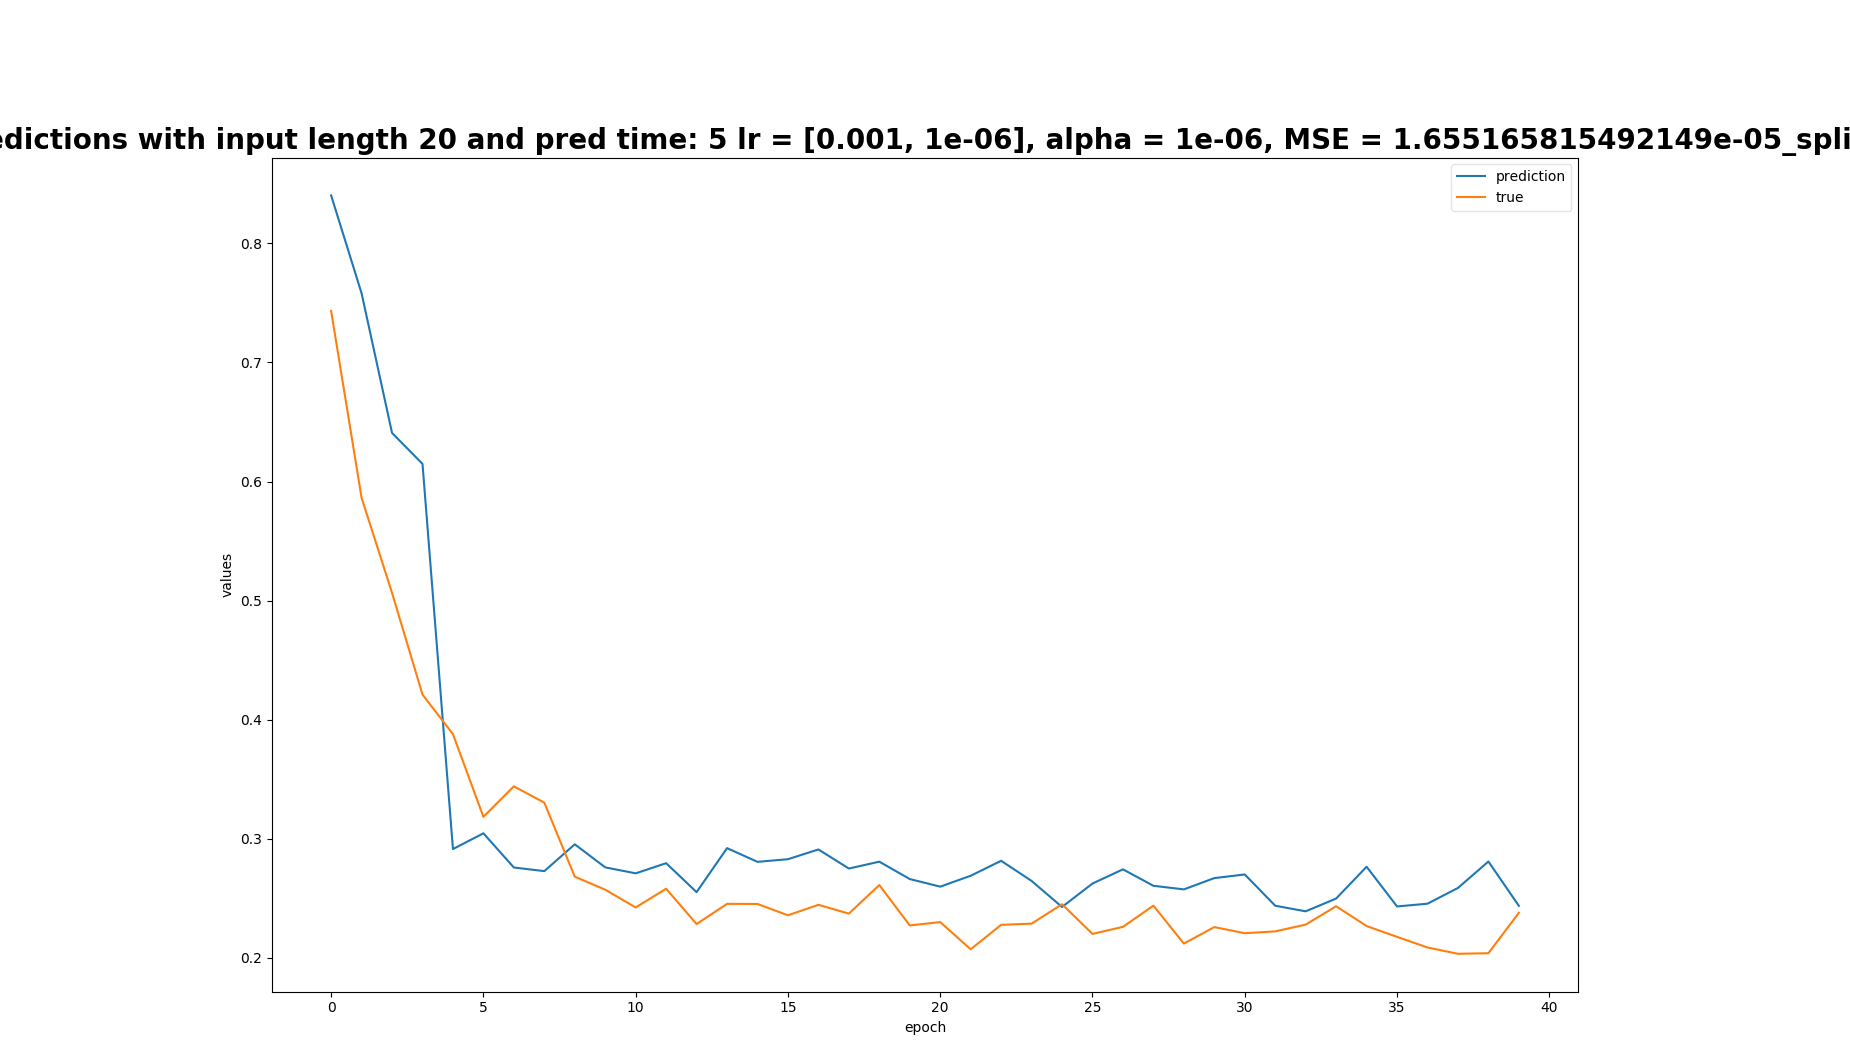 with input length 20 and pred time: 5 lr = [0.001, 1e-06], alpha = 1e-06, MSE = 1.655165815492149e-05
prediction
true
0.8
0.7
0.6
0.5
0.4
0.3
0.2
values
0 5 10 15 20 25 30 35 40
epoch